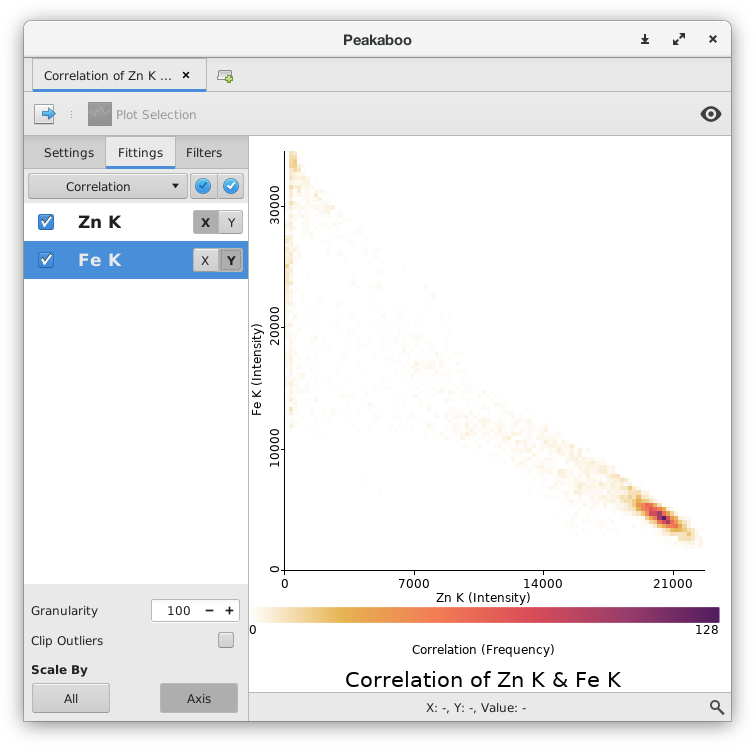 Peakaboo
Correlation of Zn K ...
Plot Selection
Settings Fittings Filters
Correlation
Zn K X Y
Fe K X Y
Granularity 100 − +
Clip Outliers
Scale By
All Axis
30000
20000
10000
0
Fe K (Intensity)
0 7000 14000 21000
Zn K (Intensity)
0 128
Correlation (Frequency)
Correlation of Zn K & Fe K
X: -, Y: -, Value: -